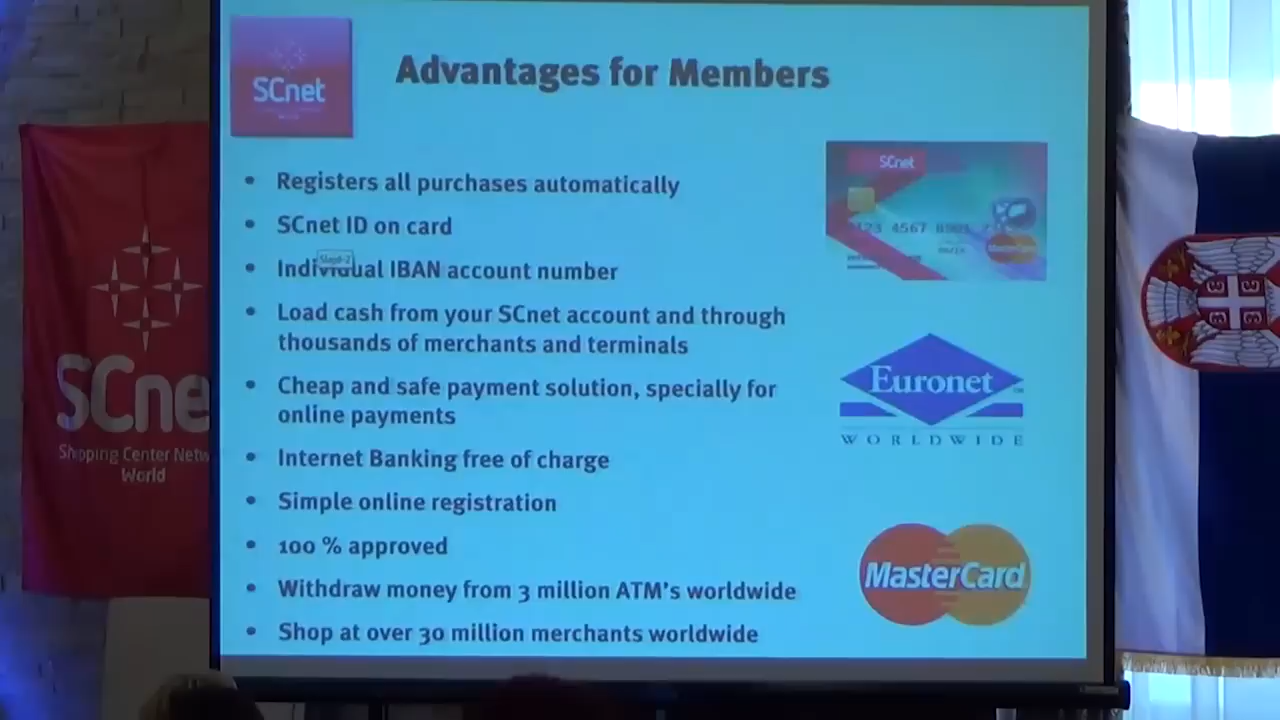 SCnet
Advantages for Members
• Registers all purchases automatically
• SCnet ID on card
• Individual IBAN account number
• Load cash from your SCnet account and through
thousands of merchants and terminals
• Cheap and safe payment solution, specially for
online payments
• Internet Banking free of charge
• Simple online registration
• 100 % approved
• Withdraw money from 3 million ATM's worldwide
• Shop at over 30 million merchants worldwide
SCnet
4567
MasterCard
Euronet
WORLDWIDE
MasterCard
SCne
Shopping Center Netw
World